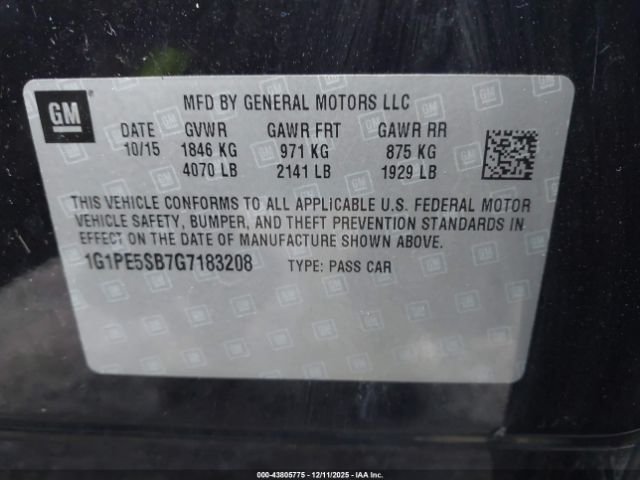 GM
MFD BY GENERAL MOTORS LLC
DATE GVWR GAWR FRT GAWR RR
10/15 1846 KG 971 KG 875 KG
4070 LB 2141 LB 1929 LB
THIS VEHICLE CONFORMS TO ALL APPLICABLE U.S. FEDERAL MOTOR
VEHICLE SAFETY, BUMPER, AND THEFT PREVENTION STANDARDS IN
EFFECT ON THE DATE OF MANUFACTURE SHOWN ABOVE.
1G1PE5SB7G7183208 TYPE: PASS CAR
000-43805775 - 12/11/2025 - IAA Inc.